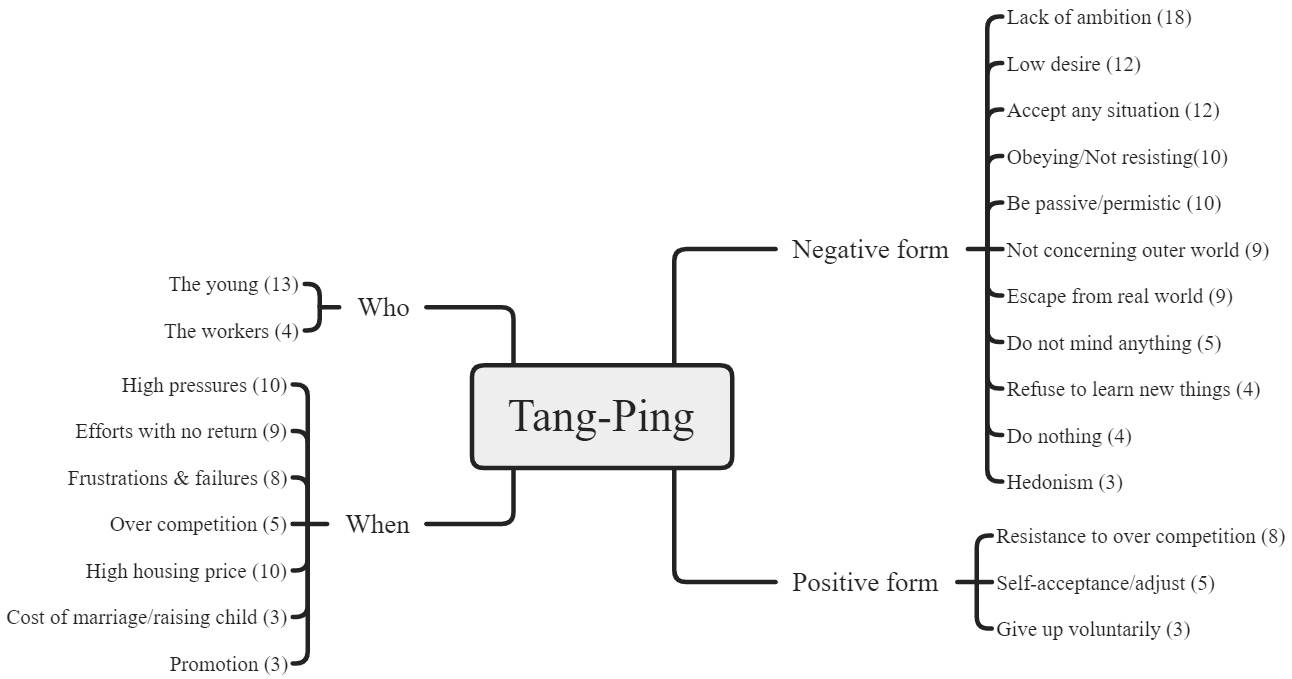 Tang-Ping
Who
The young (13)
The workers (4)
When
High pressures (10)
Efforts with no return (9)
Frustrations & failures (8)
Over competition (5)
High housing price (10)
Cost of marriage/raising child (3)
Promotion (3)
Negative form
Lack of ambition (18)
Low desire (12)
Accept any situation (12)
Obeying/Not resisting(10)
Be passive/permistic (10)
Not concerning outer world (9)
Escape from real world (9)
Do not mind anything (5)
Refuse to learn new things (4)
Do nothing (4)
Hedonism (3)
Positive form
Resistance to over competition (8)
Self-acceptance/adjust (5)
Give up voluntarily (3)